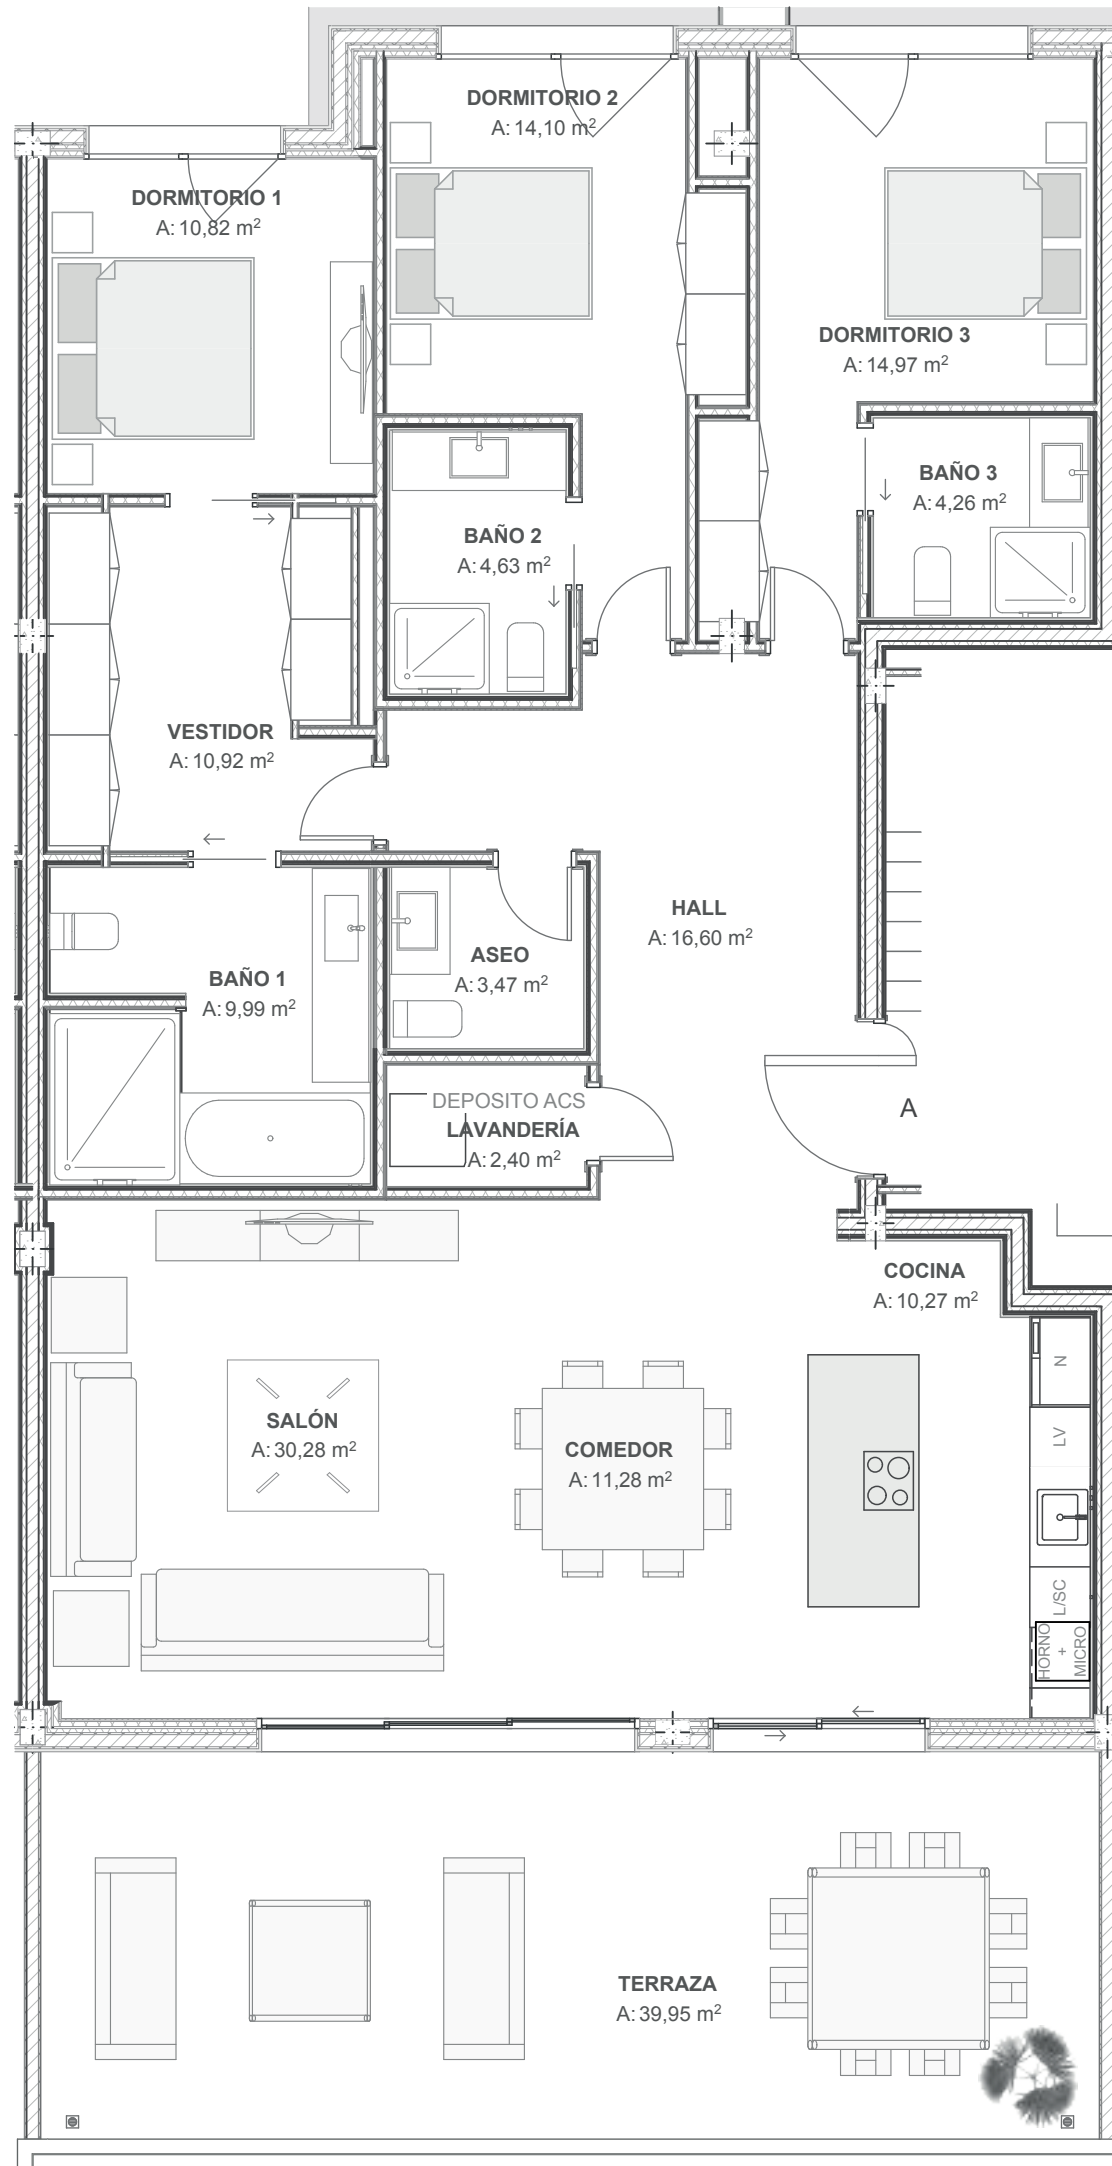 DORMITORIO 2
A: 14,10 m²
DORMITORIO 1
A: 10,82 m²
DORMITORIO 3
A: 14,97 m²
BAÑO 3
A: 4,26 m²
BAÑO 2
A: 4,63 m²
VESTIDOR
A: 10,92 m²
HALL
A: 16,60 m²
ASEO
A: 3,47 m²
BAÑO 1
A: 9,99 m²
DEPOSITO ACS
LAVANDERÍA
A: 2,40 m²
A
COCINA
A: 10,27 m²
N
LV
SALÓN
A: 30,28 m²
COMEDOR
A: 11,28 m²
L/SC
HORNO
+
MICRO
TERRAZA
A: 39,95 m²